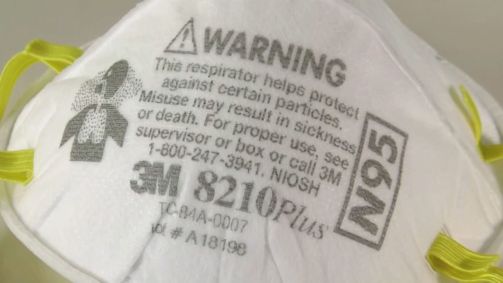 WARNING
This respirator helps protect
against certain particles.
Misuse may result in sickness
or death. For proper use, see
supervisor or box or call 3M
1-800-247-3941. NIOSH
N95
3M 8210Plus
TC-84A-0007
Lot # A18198